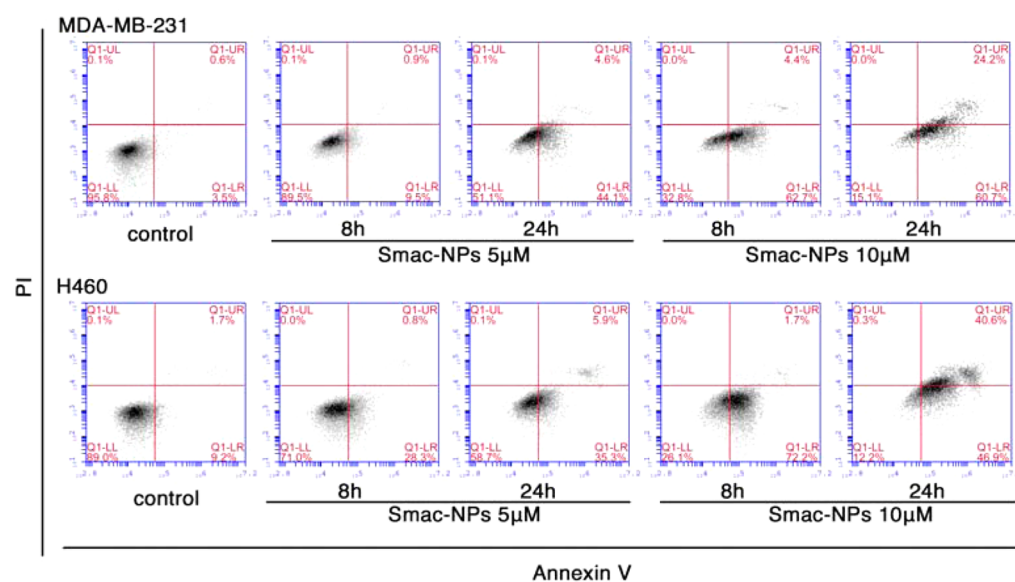 MDA-MB-231
Q1-UL Q1-UR Q1-UL Q1-UR Q1-UL Q1-UR Q1-UL Q1-UR Q1-UL Q1-UR
0.1% 0.6% 0.1% 0.9% 0.1% 4.6% 0.0% 4.4% 0.0% 24.2%
Q1-LL Q1-LR Q1-LL Q1-LR Q1-LL Q1-LR Q1-LL Q1-LR Q1-LL Q1-LR
95.8% 3.5% 89.5% 9.5% 51.1% 44.1% 32.8% 62.7% 15.1% 60.7%
control 8h 24h 8h 24h
Smac-NPs 5μM Smac-NPs 10μM
PI
H460
Q1-UL Q1-UR Q1-UL Q1-UR Q1-UL Q1-UR Q1-UL Q1-UR Q1-UL Q1-UR
0.1% 1.7% 0.0% 0.8% 0.1% 5.9% 0.0% 1.7% 0.3% 40.6%
Q1-LL Q1-LR Q1-LL Q1-LR Q1-LL Q1-LR Q1-LL Q1-LR Q1-LL Q1-LR
89.0% 9.2% 71.0% 28.3% 58.7% 35.3% 26.1% 72.2% 12.2% 46.9%
control 8h 24h 8h 24h
Smac-NPs 5μM Smac-NPs 10μM
Annexin V